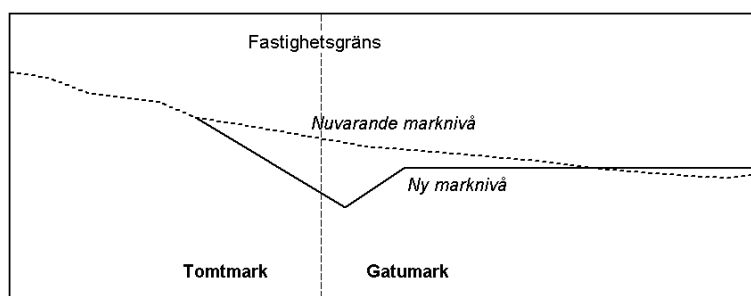 Fastighetsgräns
Nuvarande marknivå
Ny marknivå
Tomtmark
Gatumark